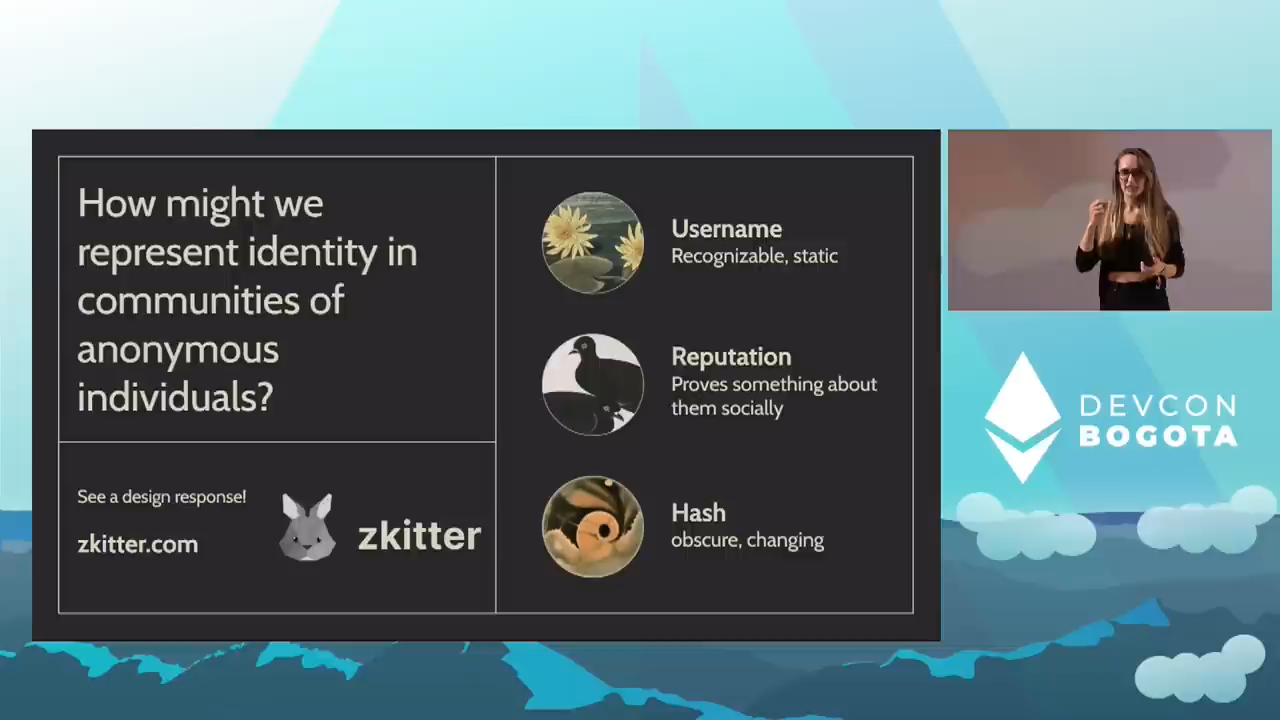 How might we
represent identity in
communities of
anonymous
individuals?
See a design response!
zkitter.com
zkitter
Username
Recognizable, static
Reputation
Proves something about
them socially
Hash
obscure, changing
DEVCON
BOGOTA